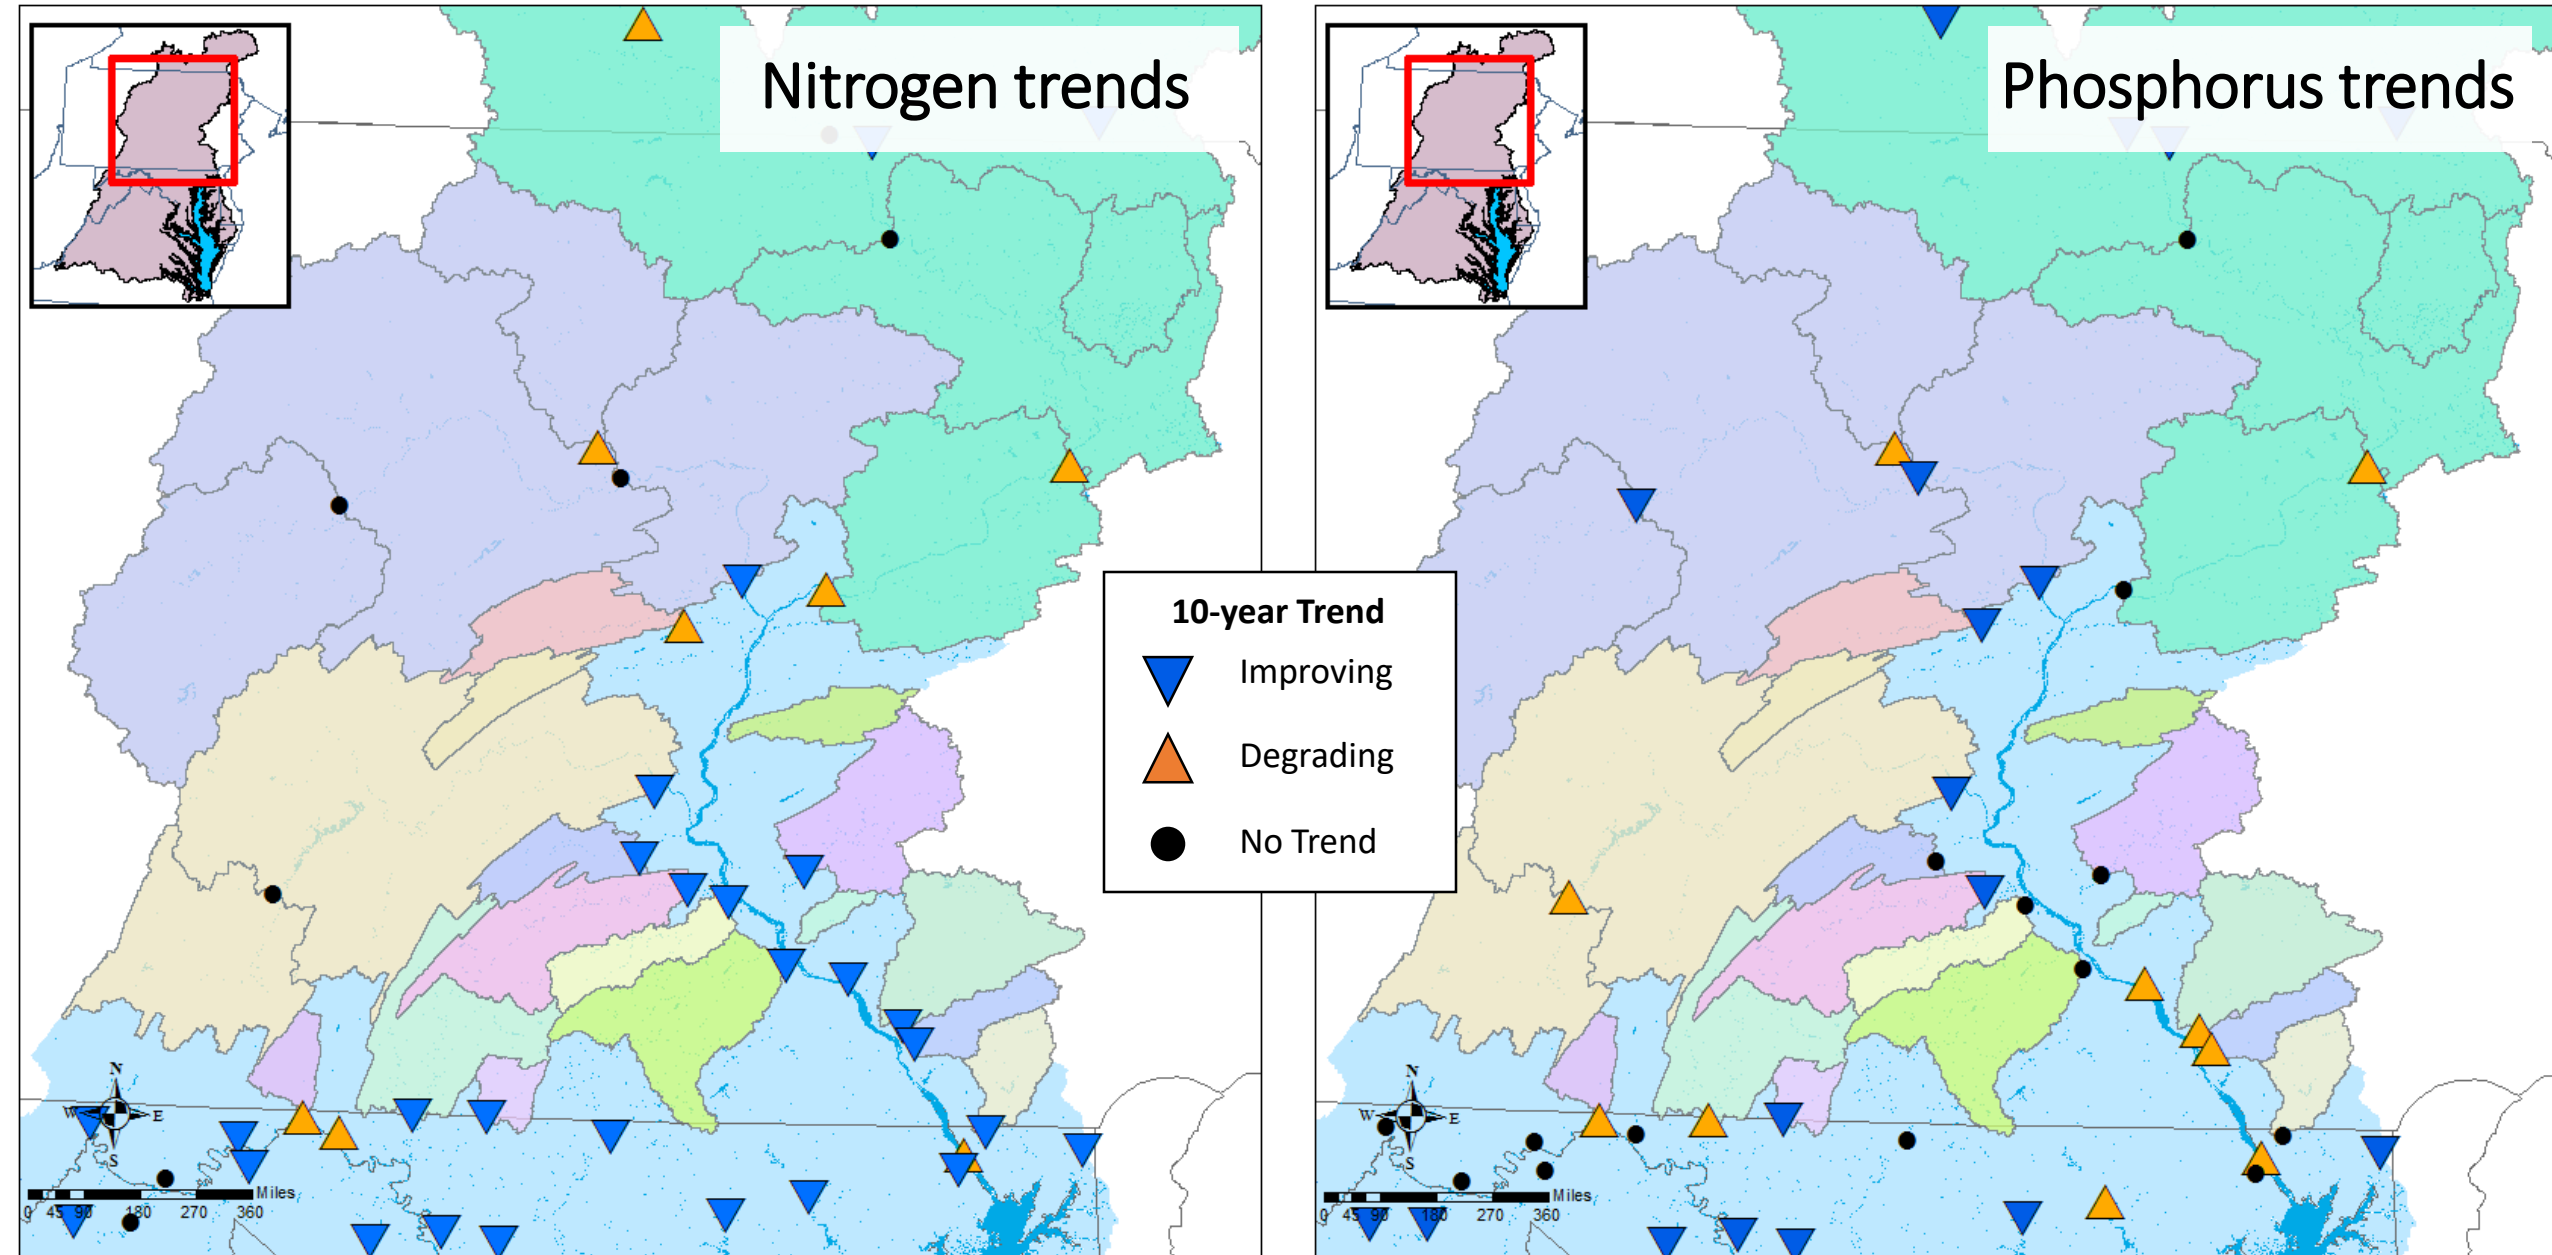 Nitrogen trends
Phosphorus trends
10-year Trend
Improving
Degrading
No Trend
N
W E
S
Miles
0 45 90 180 270 360
N
W E
S
Miles
0 45 90 180 270 360